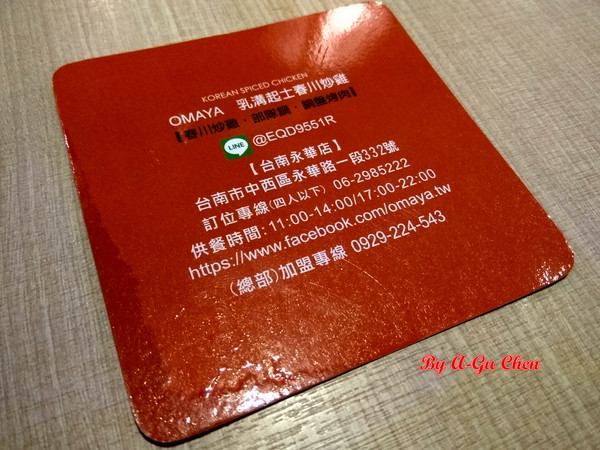 KOREAN SPICED CHICKEN
OMAYA 乳溝起士春川炒雞
【春川炒雞·部隊鍋·銅盤烤肉】
LINE @EQD9551R
【台南永華店】
台南市中西區永華路一段332號
訂位專線(四人以下) 06-2985222
供餐時間:11:00-14:00/17:00-22:00
https://www.facebook.com/omaya.tw
(總部)加盟專線 0929-224-543
By A-Gu Chen